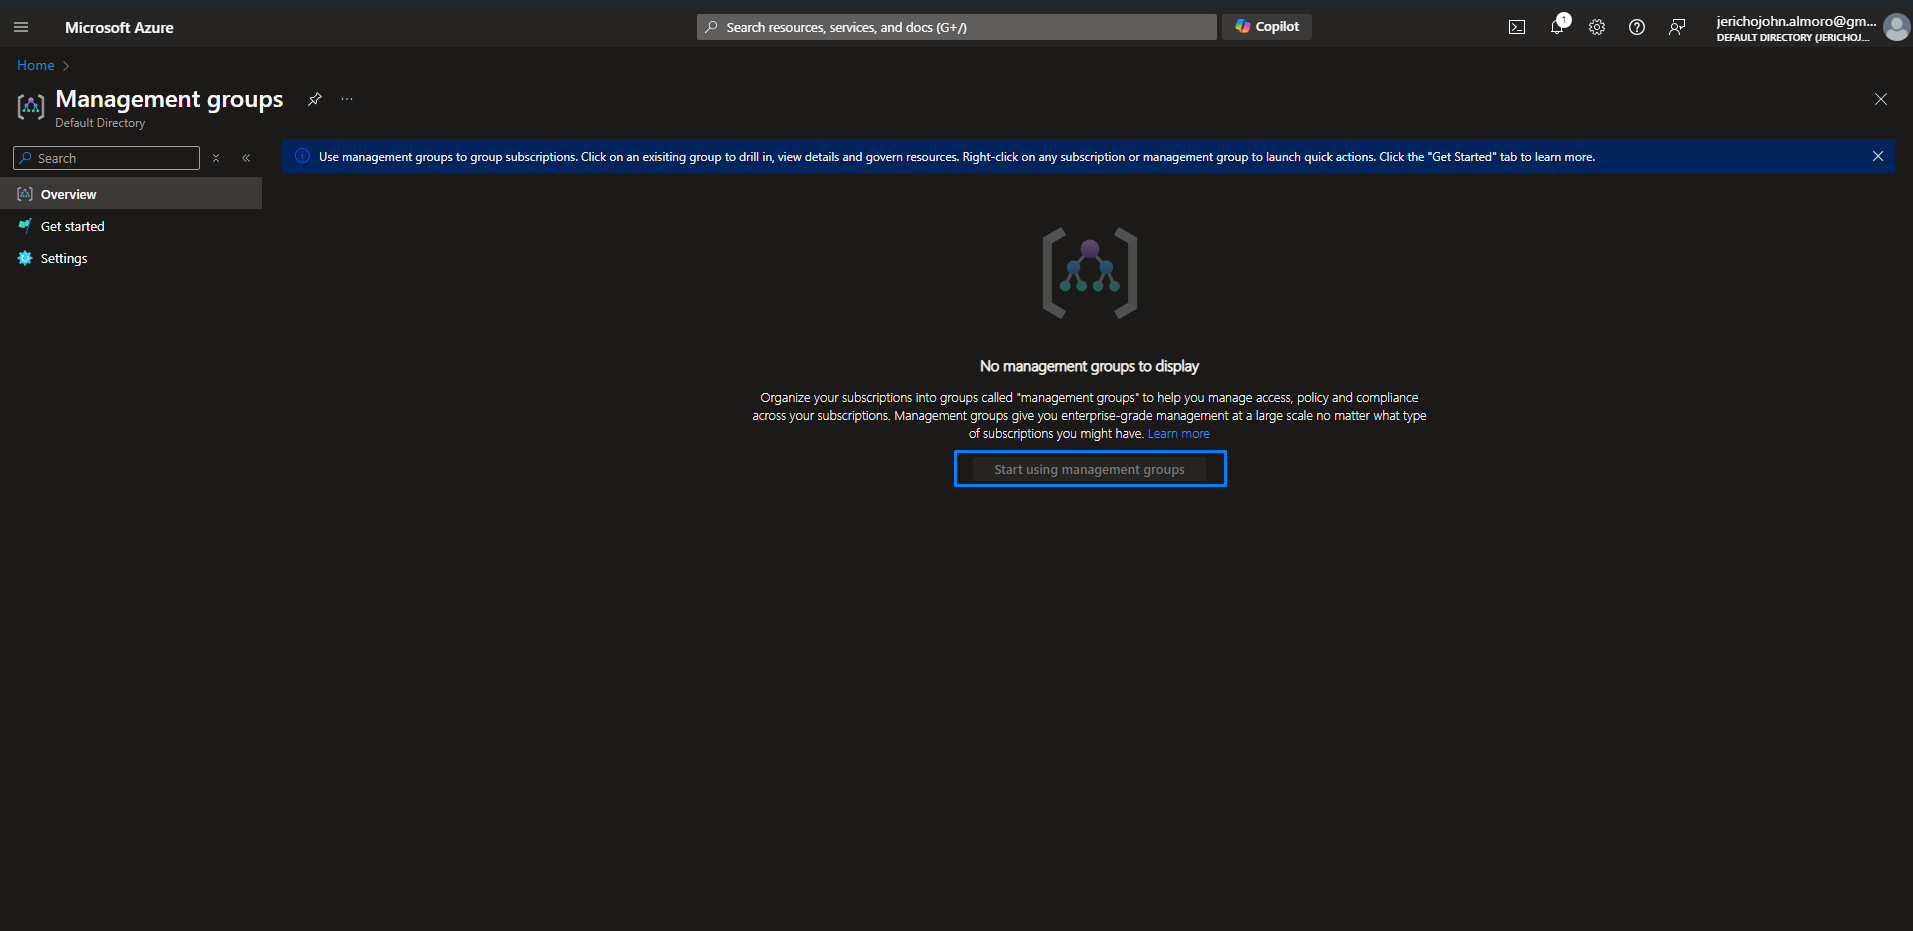 Microsoft Azure
Search resources, services, and docs (G+/)
Copilot
1
jerichojohn.almoro@gm...
DEFAULT DIRECTORY (JERICHOJ...
Home
Management groups
Default Directory
Search
Use management groups to group subscriptions. Click on an exisiting group to drill in, view details and govern resources. Right-click on any subscription or management group to launch quick actions. Click the "Get Started" tab to learn more.
Overview
Get started
Settings
No management groups to display
Organize your subscriptions into groups called "management groups" to help you manage access, policy and compliance
across your subscriptions. Management groups give you enterprise-grade management at a large scale no matter what type
of subscriptions you might have. Learn more
Start using management groups